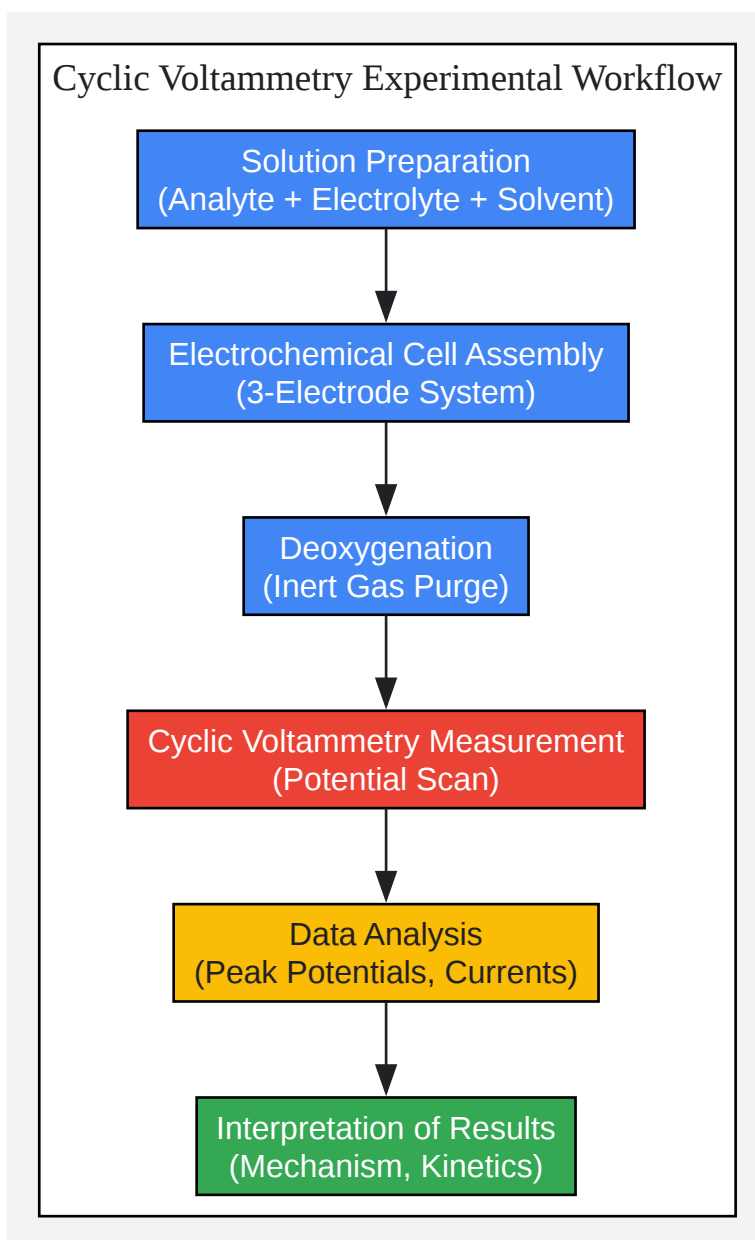 Cyclic Voltammetry Experimental Workflow
Solution Preparation
(Analyte + Electrolyte + Solvent)
Electrochemical Cell Assembly
(3-Electrode System)
Deoxygenation
(Inert Gas Purge)
Cyclic Voltammetry Measurement
(Potential Scan)
Data Analysis
(Peak Potentials, Currents)
Interpretation of Results
(Mechanism, Kinetics)